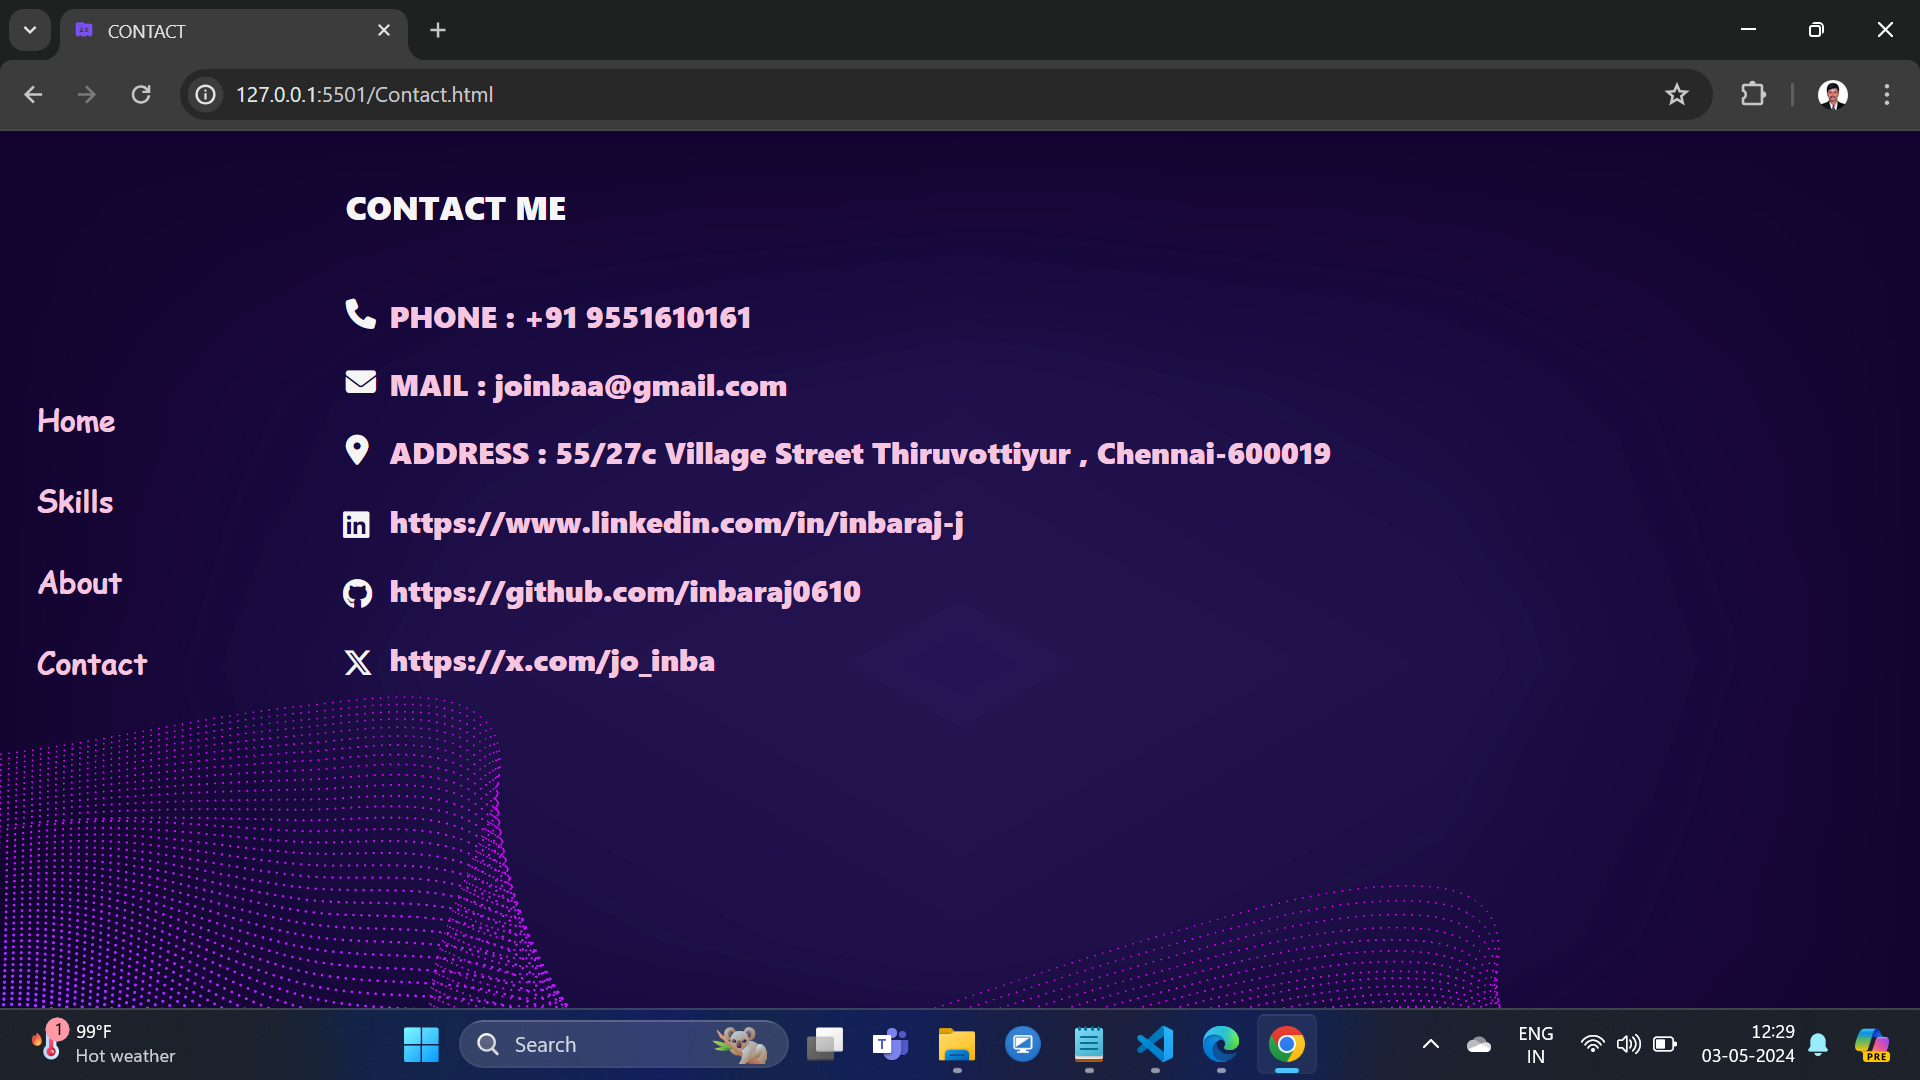 CONTACT
127.0.0.1:5501/Contact.html
CONTACT ME
PHONE : +91 9551610161
MAIL : joinbaa@gmail.com
ADDRESS : 55/27c Village Street Thiruvottiyur , Chennai-600019
https://www.linkedin.com/in/inbaraj-j
https://github.com/inbaraj0610
https://x.com/jo_inba
Home
Skills
About
Contact
1
99°F
Hot weather
Search
T
ENG
IN
12:29
03-05-2024
PRE